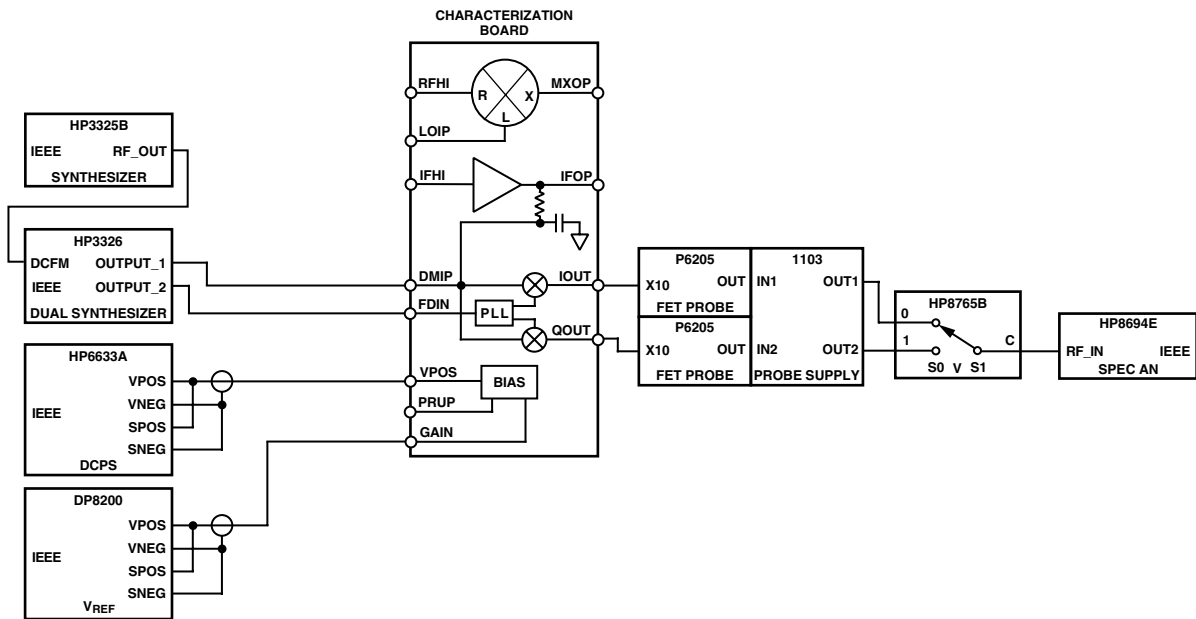 CHARACTERIZATION
BOARD
RFHI
R
X
L
MXOP
LOIP
IFHI
IFOP
HP3325B
IEEE
RF_OUT
SYNTHESIZER
HP3326
DCFM
OUTPUT_1
IEEE
OUTPUT_2
DUAL SYNTHESIZER
DMIP
IOUT
FDIN
PLL
QOUT
P6205
X10
OUT
FET PROBE
P6205
X10
OUT
FET PROBE
1103
IN1
OUT1
IN2
OUT2
PROBE SUPPLY
HP8765B
0
1
C
S0
V
S1
HP8694E
RF_IN
IEEE
SPEC AN
HP6633A
VPOS
VNEG
IEEE
SPOS
SNEG
DCPS
VPOS
BIAS
PRUP
GAIN
DP8200
VPOS
IEEE
VNEG
SPOS
SNEG
VREF